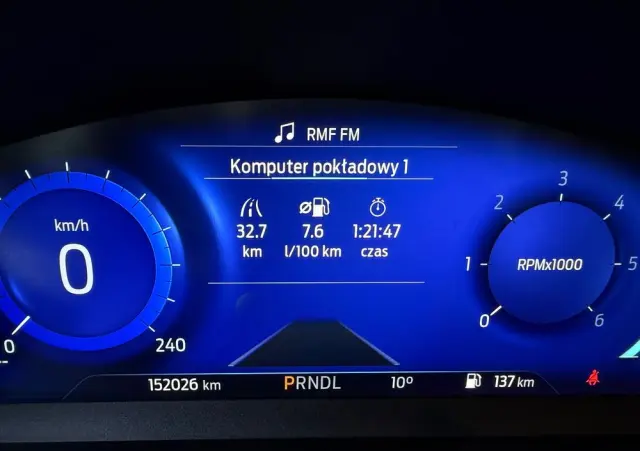 RMF FM
Komputer pokładowy 1
32.7 7.6 1:21:47
km l/100 km czas
km/h
0
0 240
0 1 2 3 4 5 6
RPMx1000
152026 km PRNDL 10° 137 km